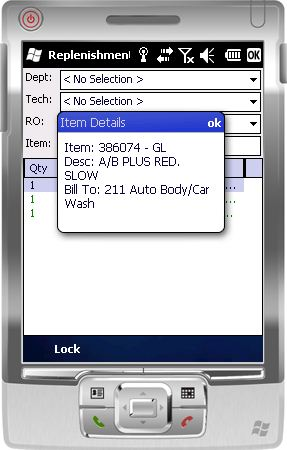 Replenishment OK
Dept: < No Selection >
Tech: < No Selection >
RO:
Item Details ok
Item:
Item: 386074 - GL
Desc: A/B PLUS RED.
SLOW
Bill To: 211 Auto Body/Car
Wash
Qty
1 ...
1 ...
1 ...
Lock